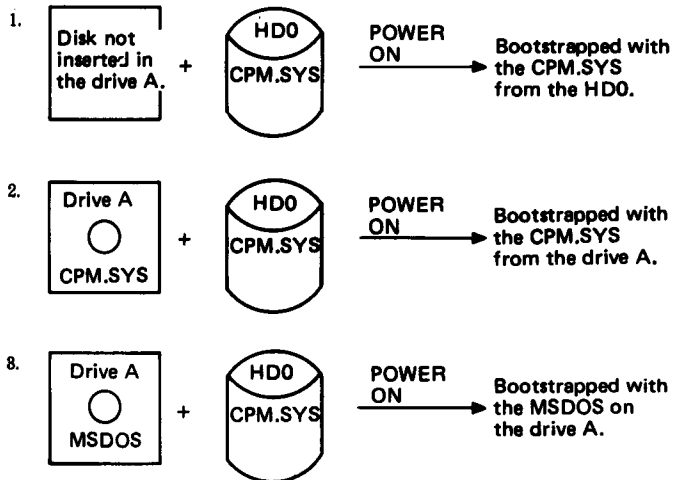 1.
Disk not
inserted in
the drive A.
+
HD0
CPM.SYS
POWER
ON
Bootstrapped with
the CPM.SYS
from the HD0.
2.
Drive A
CPM.SYS
+
HD0
CPM.SYS
POWER
ON
Bootstrapped with
the CPM.SYS
from the drive A.
8.
Drive A
MSDOS
+
HD0
CPM.SYS
POWER
ON
Bootstrapped with
the MSDOS on
the drive A.